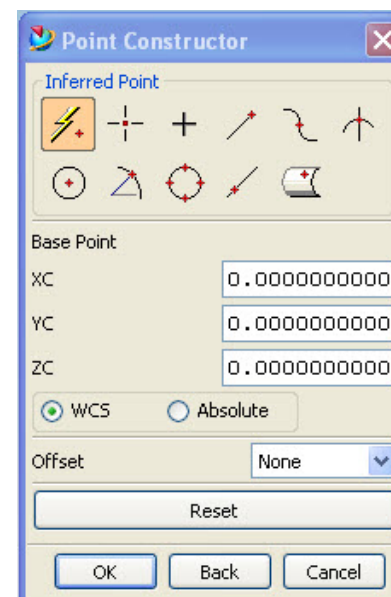 Point Constructor
Inferred Point
Base Point
XC 0.0000000000
YC 0.0000000000
ZC 0.0000000000
WCS Absolute
Offset None
Reset
OK Back Cancel